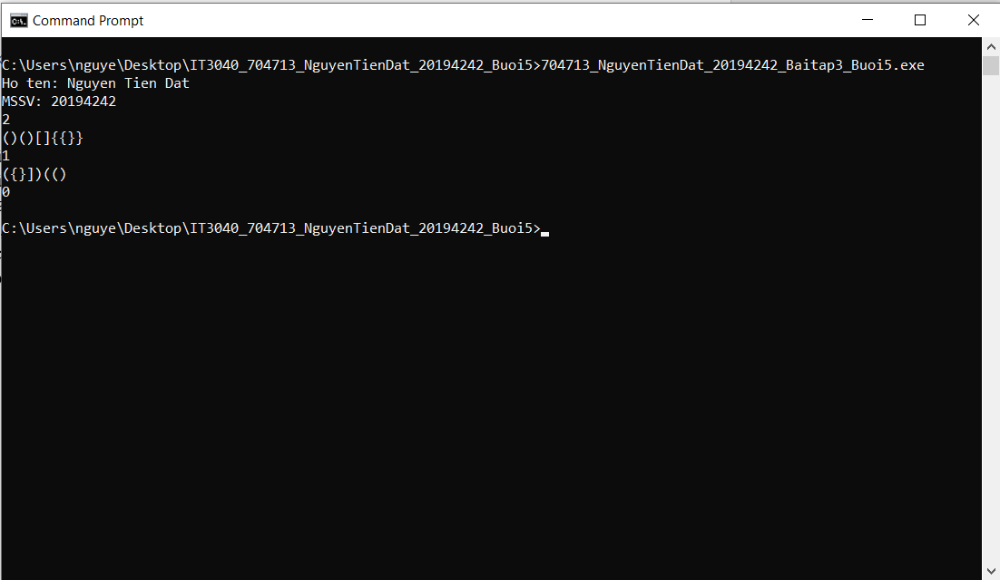 Command Prompt
C:\Users\nguye\Desktop\IT3040_704713_NguyenTienDat_20194242_Buoi5>704713_NguyenTienDat_20194242_Baitap3_Buoi5.exe
Ho ten: Nguyen Tien Dat
MSSV: 20194242
2
()()[]{{}}
1
({}])(()
0
C:\Users\nguye\Desktop\IT3040_704713_NguyenTienDat_20194242_Buoi5>